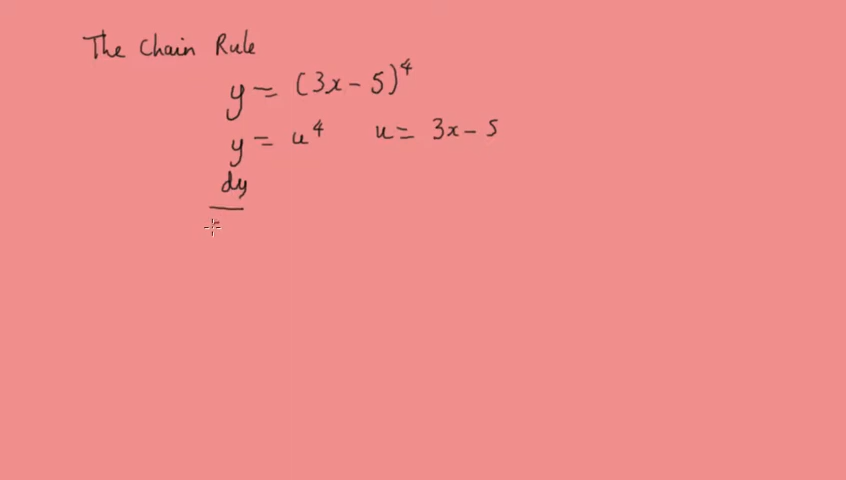 The Chain Rule
y = (3x - 5)^4
y = u^4 u = 3x - 5
dy